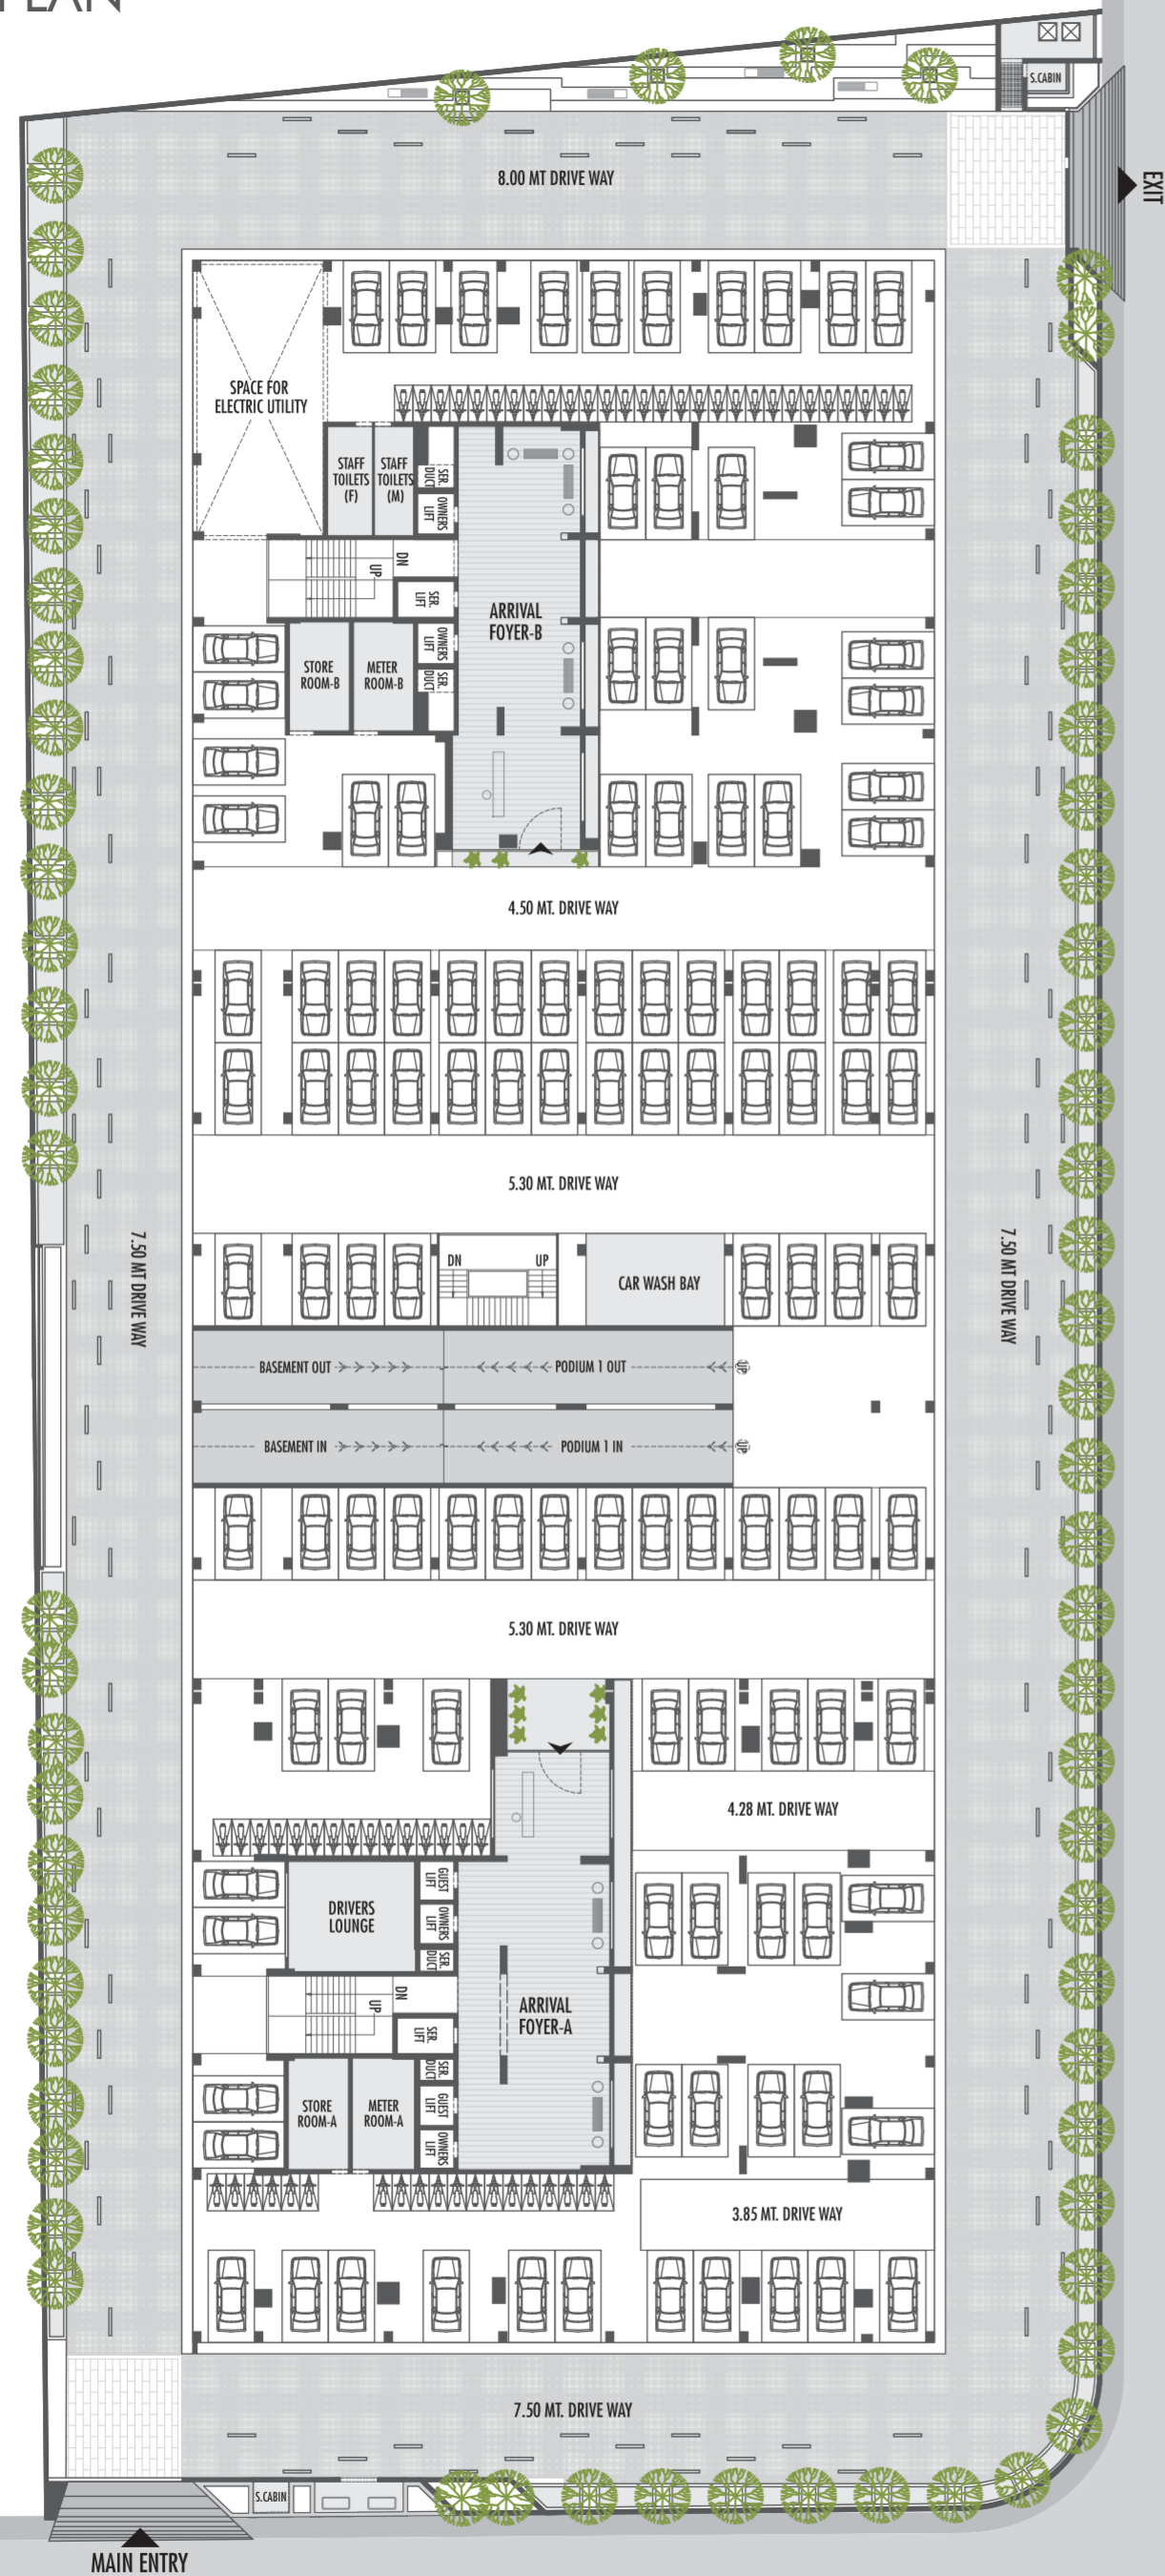 PLAN
S.CABIN
EXIT
8.00 MT DRIVE WAY
SPACE FOR
ELECTRIC UTILITY
STAFF
TOILETS
(F)
STAFF
TOILETS
(M)
SER.
DUCT
OWNERS
LIFT
DN
UP
SER.
LIFT
ARRIVAL
FOYER-B
STORE
ROOM-B
METER
ROOM-B
OWNERS
LIFT
SER.
DUCT
4.50 MT. DRIVE WAY
5.30 MT. DRIVE WAY
7.50 MT DRIVE WAY
7.50 MT DRIVE WAY
DN
UP
CAR WASH BAY
BASEMENT OUT
PODIUM 1 OUT
UP
BASEMENT IN
PODIUM 1 IN
UP
5.30 MT. DRIVE WAY
4.28 MT. DRIVE WAY
DRIVERS
LOUNGE
GUEST
LIFT
OWNERS
LIFT
SER.
DUCT
DN
UP
SER.
LIFT
ARRIVAL
FOYER-A
STORE
ROOM-A
METER
ROOM-A
SER.
DUCT
GUEST
LIFT
OWNERS
LIFT
3.85 MT. DRIVE WAY
7.50 MT. DRIVE WAY
S.CABIN
MAIN ENTRY